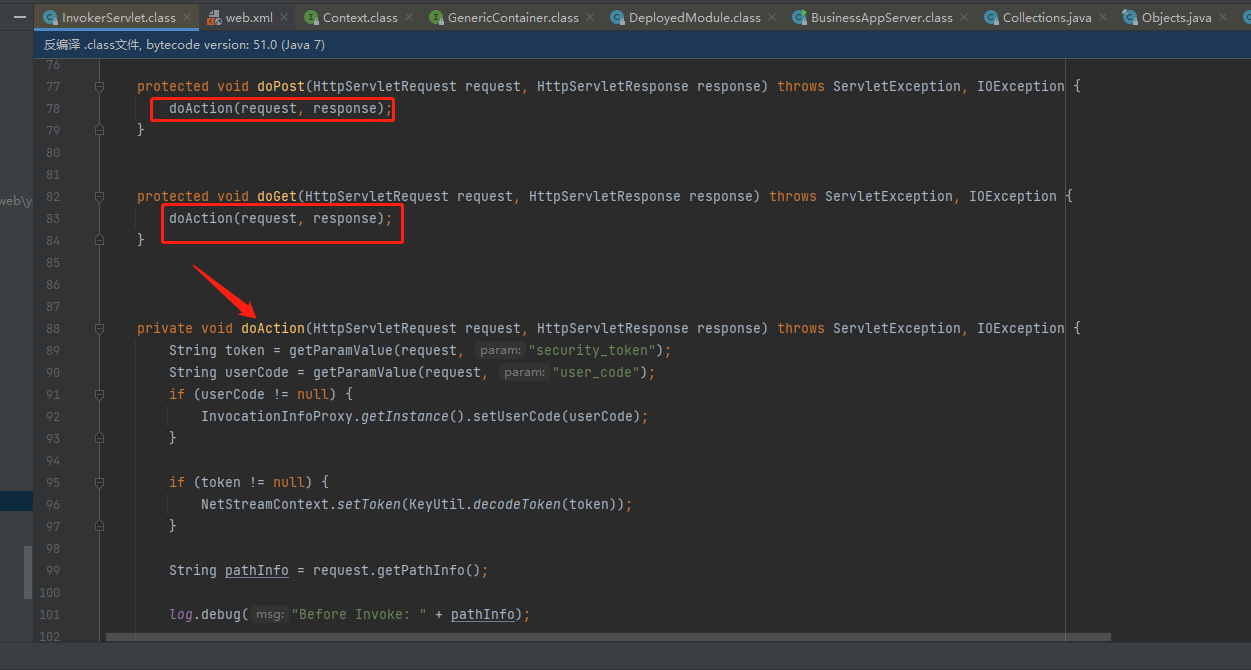 InvokerServlet.class web.xml Context.class GenericContainer.class DeployedModule.class BusinessAppServer.class Collections.java Objects.java
反编译 .class文件, bytecode version: 51.0 (Java 7)
76
77 protected void doPost(HttpServletRequest request, HttpServletResponse response) throws ServletException, IOException {
78 doAction(request, response);
79 }
80
81
web\y
82 protected void doGet(HttpServletRequest request, HttpServletResponse response) throws ServletException, IOException {
83 doAction(request, response);
84 }
85
86
87
88 private void doAction(HttpServletRequest request, HttpServletResponse response) throws ServletException, IOException {
89 String token = getParamValue(request, param: "security_token");
90 String userCode = getParamValue(request, param: "user_code");
91 if (userCode != null) {
92 InvocationInfoProxy.getInstance().setUserCode(userCode);
93 }
94
95 if (token != null) {
96 NetStreamContext.setToken(KeyUtil.decodeToken(token));
97 }
98
99 String pathInfo = request.getPathInfo();
100
101 log.debug( msg: "Before Invoke: " + pathInfo);
102